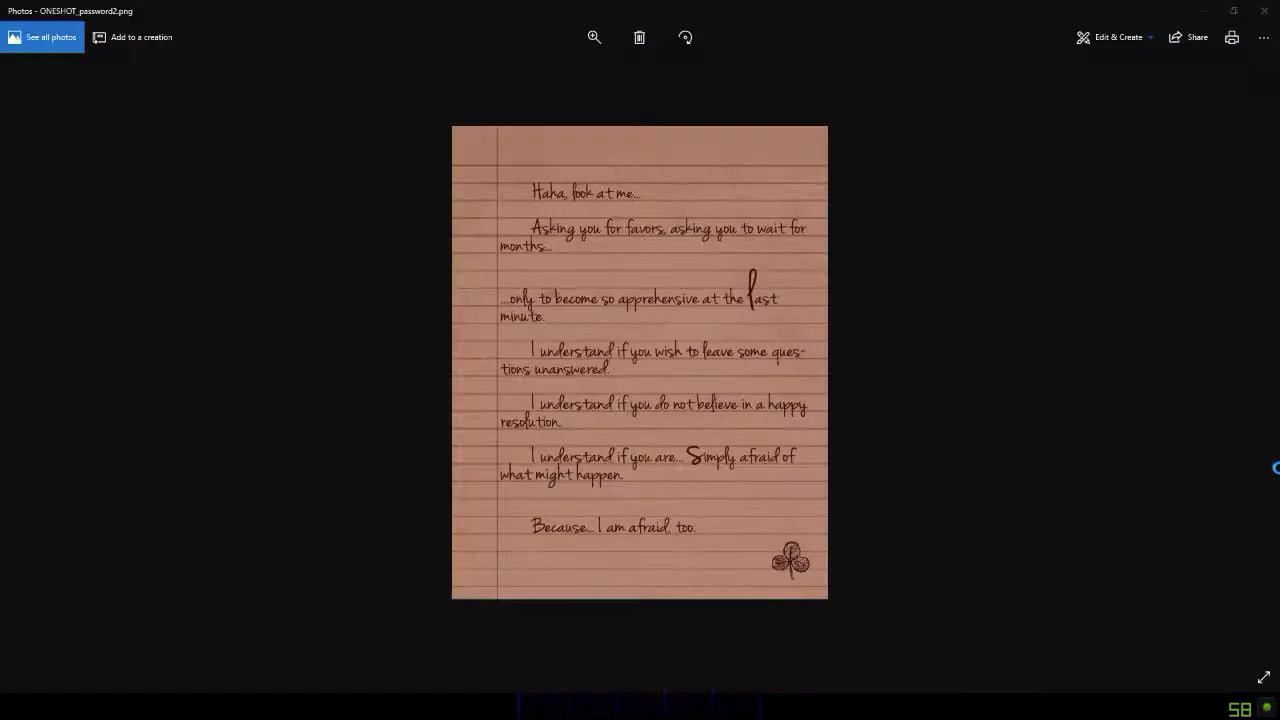 Photos - ONESHOT_password2.png
See all photos
Add to a creation
Edit & Create
Share
Haha, look at me...
Asking you for favors, asking you to wait for
months...
...only to become so apprehensive at the last
minute.
I understand if you wish to leave some ques-
tions unanswered.
I understand if you do not believe in a happy
resolution.
I understand if you are... Simply afraid of
what might happen.
Because... I am afraid, too.
58